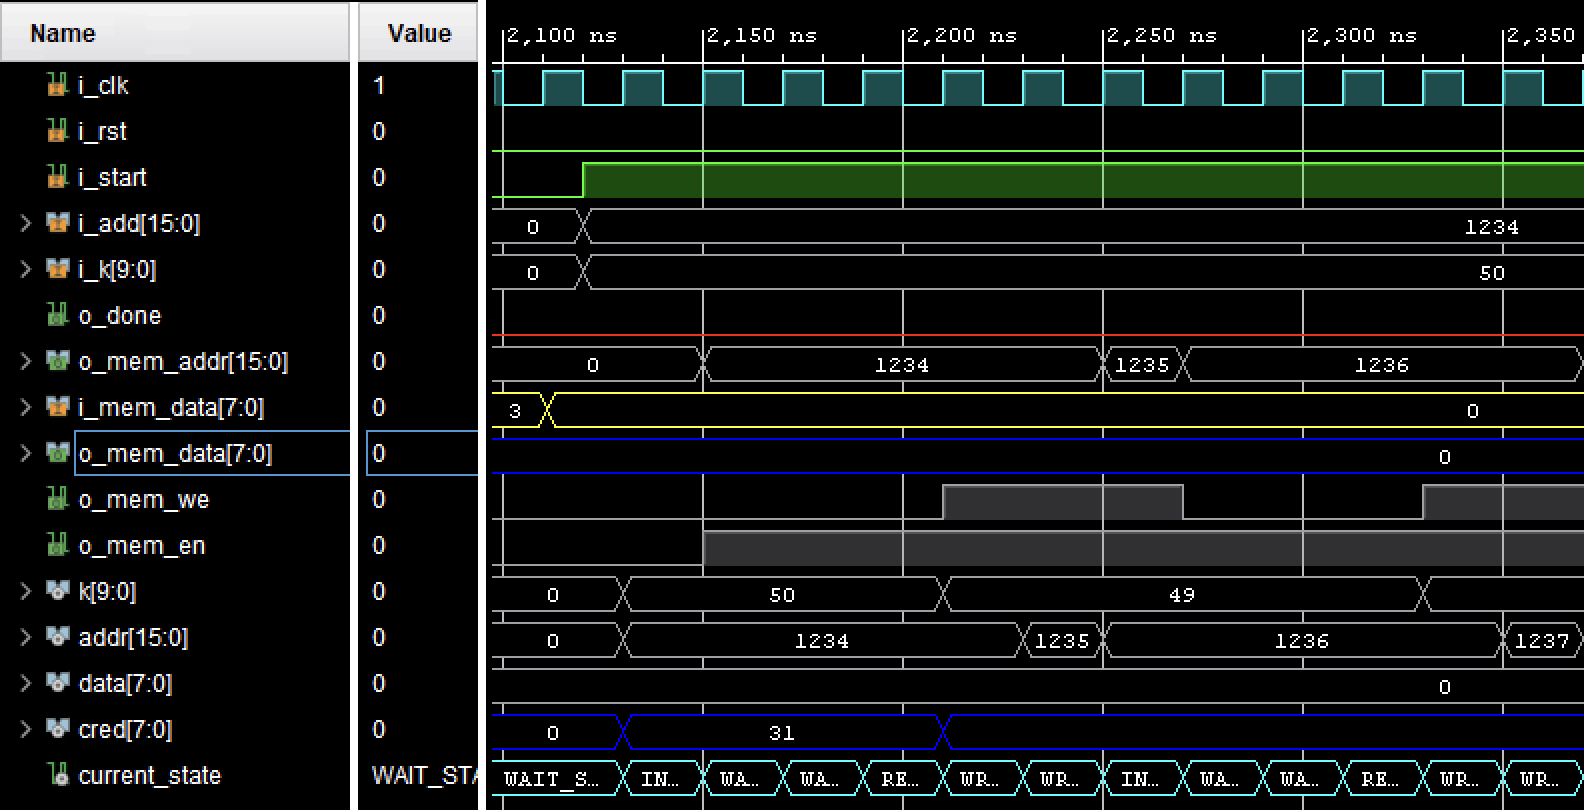 Name Value 2,100 ns 2,150 ns 2,200 ns 2,250 ns 2,300 ns 2,350
i_clk 1
i_rst 0
i_start 0
i_add[15:0] 0 0 1234
i_k[9:0] 0 0 50
o_done 0
o_mem_addr[15:0] 0 0 1234 1235 1236
i_mem_data[7:0] 0 3 0
o_mem_data[7:0] 0 0
o_mem_we 0
o_mem_en 0
k[9:0] 0 0 50 49
addr[15:0] 0 0 1234 1235 1236 1237
data[7:0] 0 0
cred[7:0] 0 0 31
current_state WAIT_STA WAIT_S... IN... WA... WA... RE... WR... WR... IN... WA... WA... RE... WR... WR...